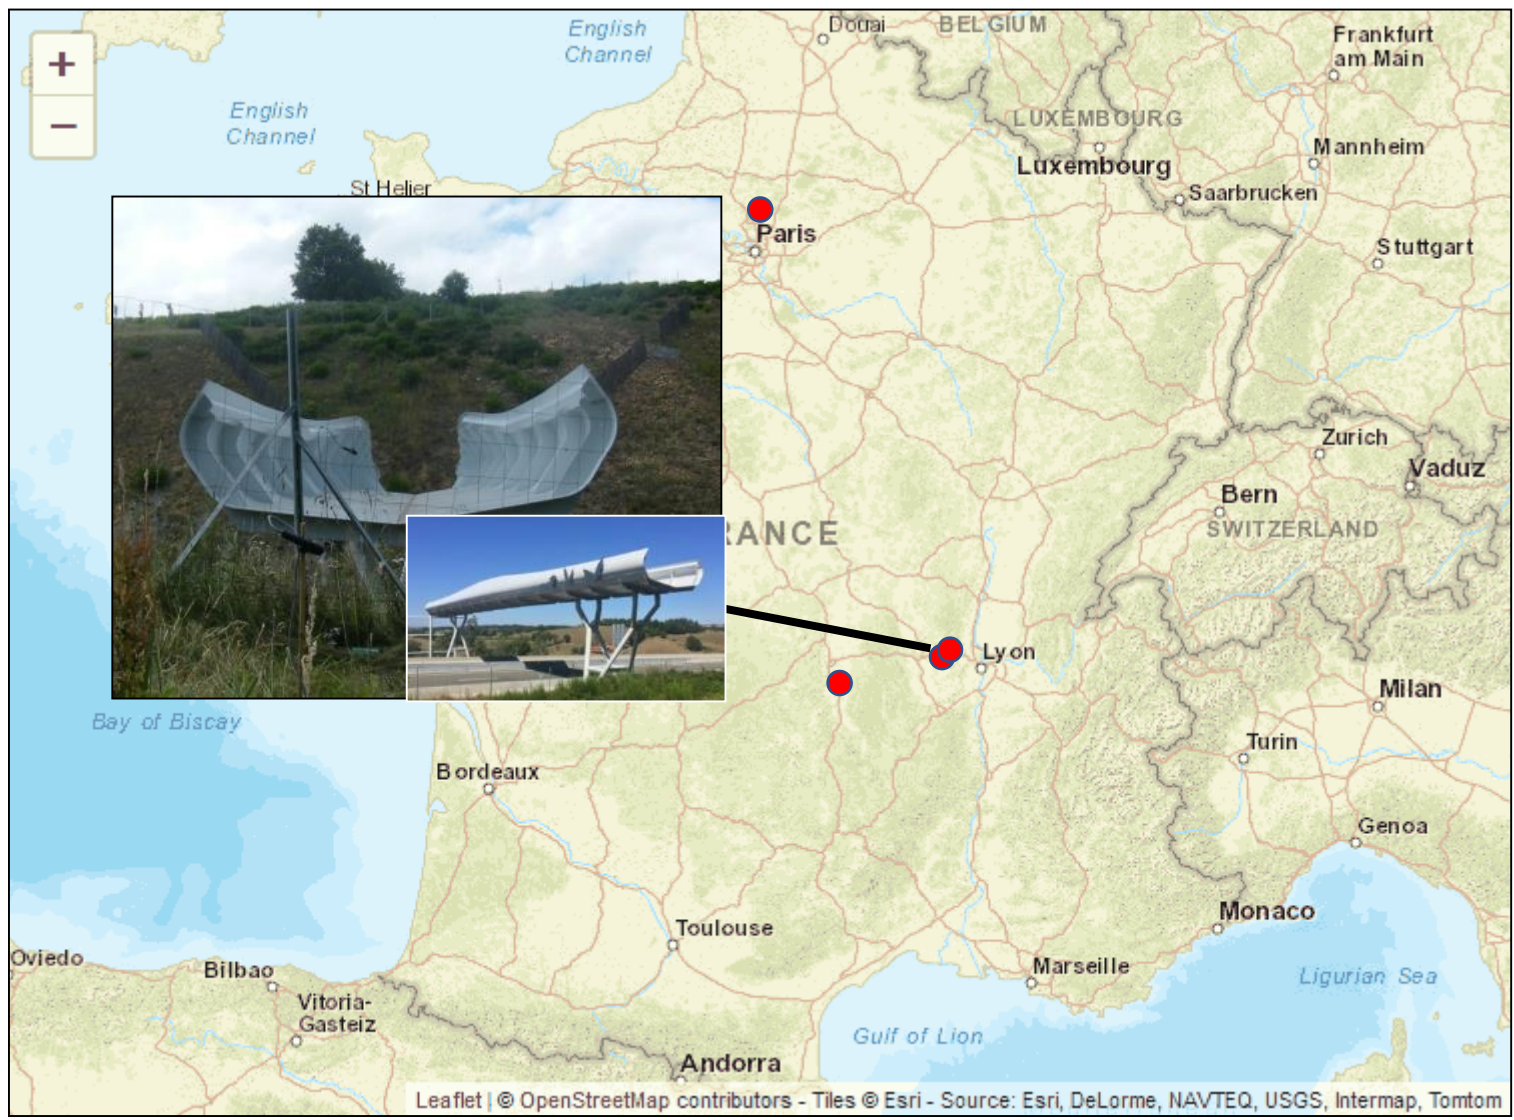 +
−
English
Channel
English
Channel
Douai
BELGIUM
Frankfurt
am Main
LUXEMBOURG
Luxembourg
Mannheim
Saarbrucken
St Helier
Paris
Stuttgart
Zurich
Vaduz
Bern
SWITZERLAND
RANCE
Lyon
Milan
Turin
Bay of Biscay
Bordeaux
Genoa
Monaco
Toulouse
Marseille
Ligurian Sea
Oviedo
Bilbao
Vitoria-
Gasteiz
Gulf of Lion
Andorra
Leaflet | © OpenStreetMap contributors - Tiles © Esri - Source: Esri, DeLorme, NAVTEQ, USGS, Intermap, Tomtom